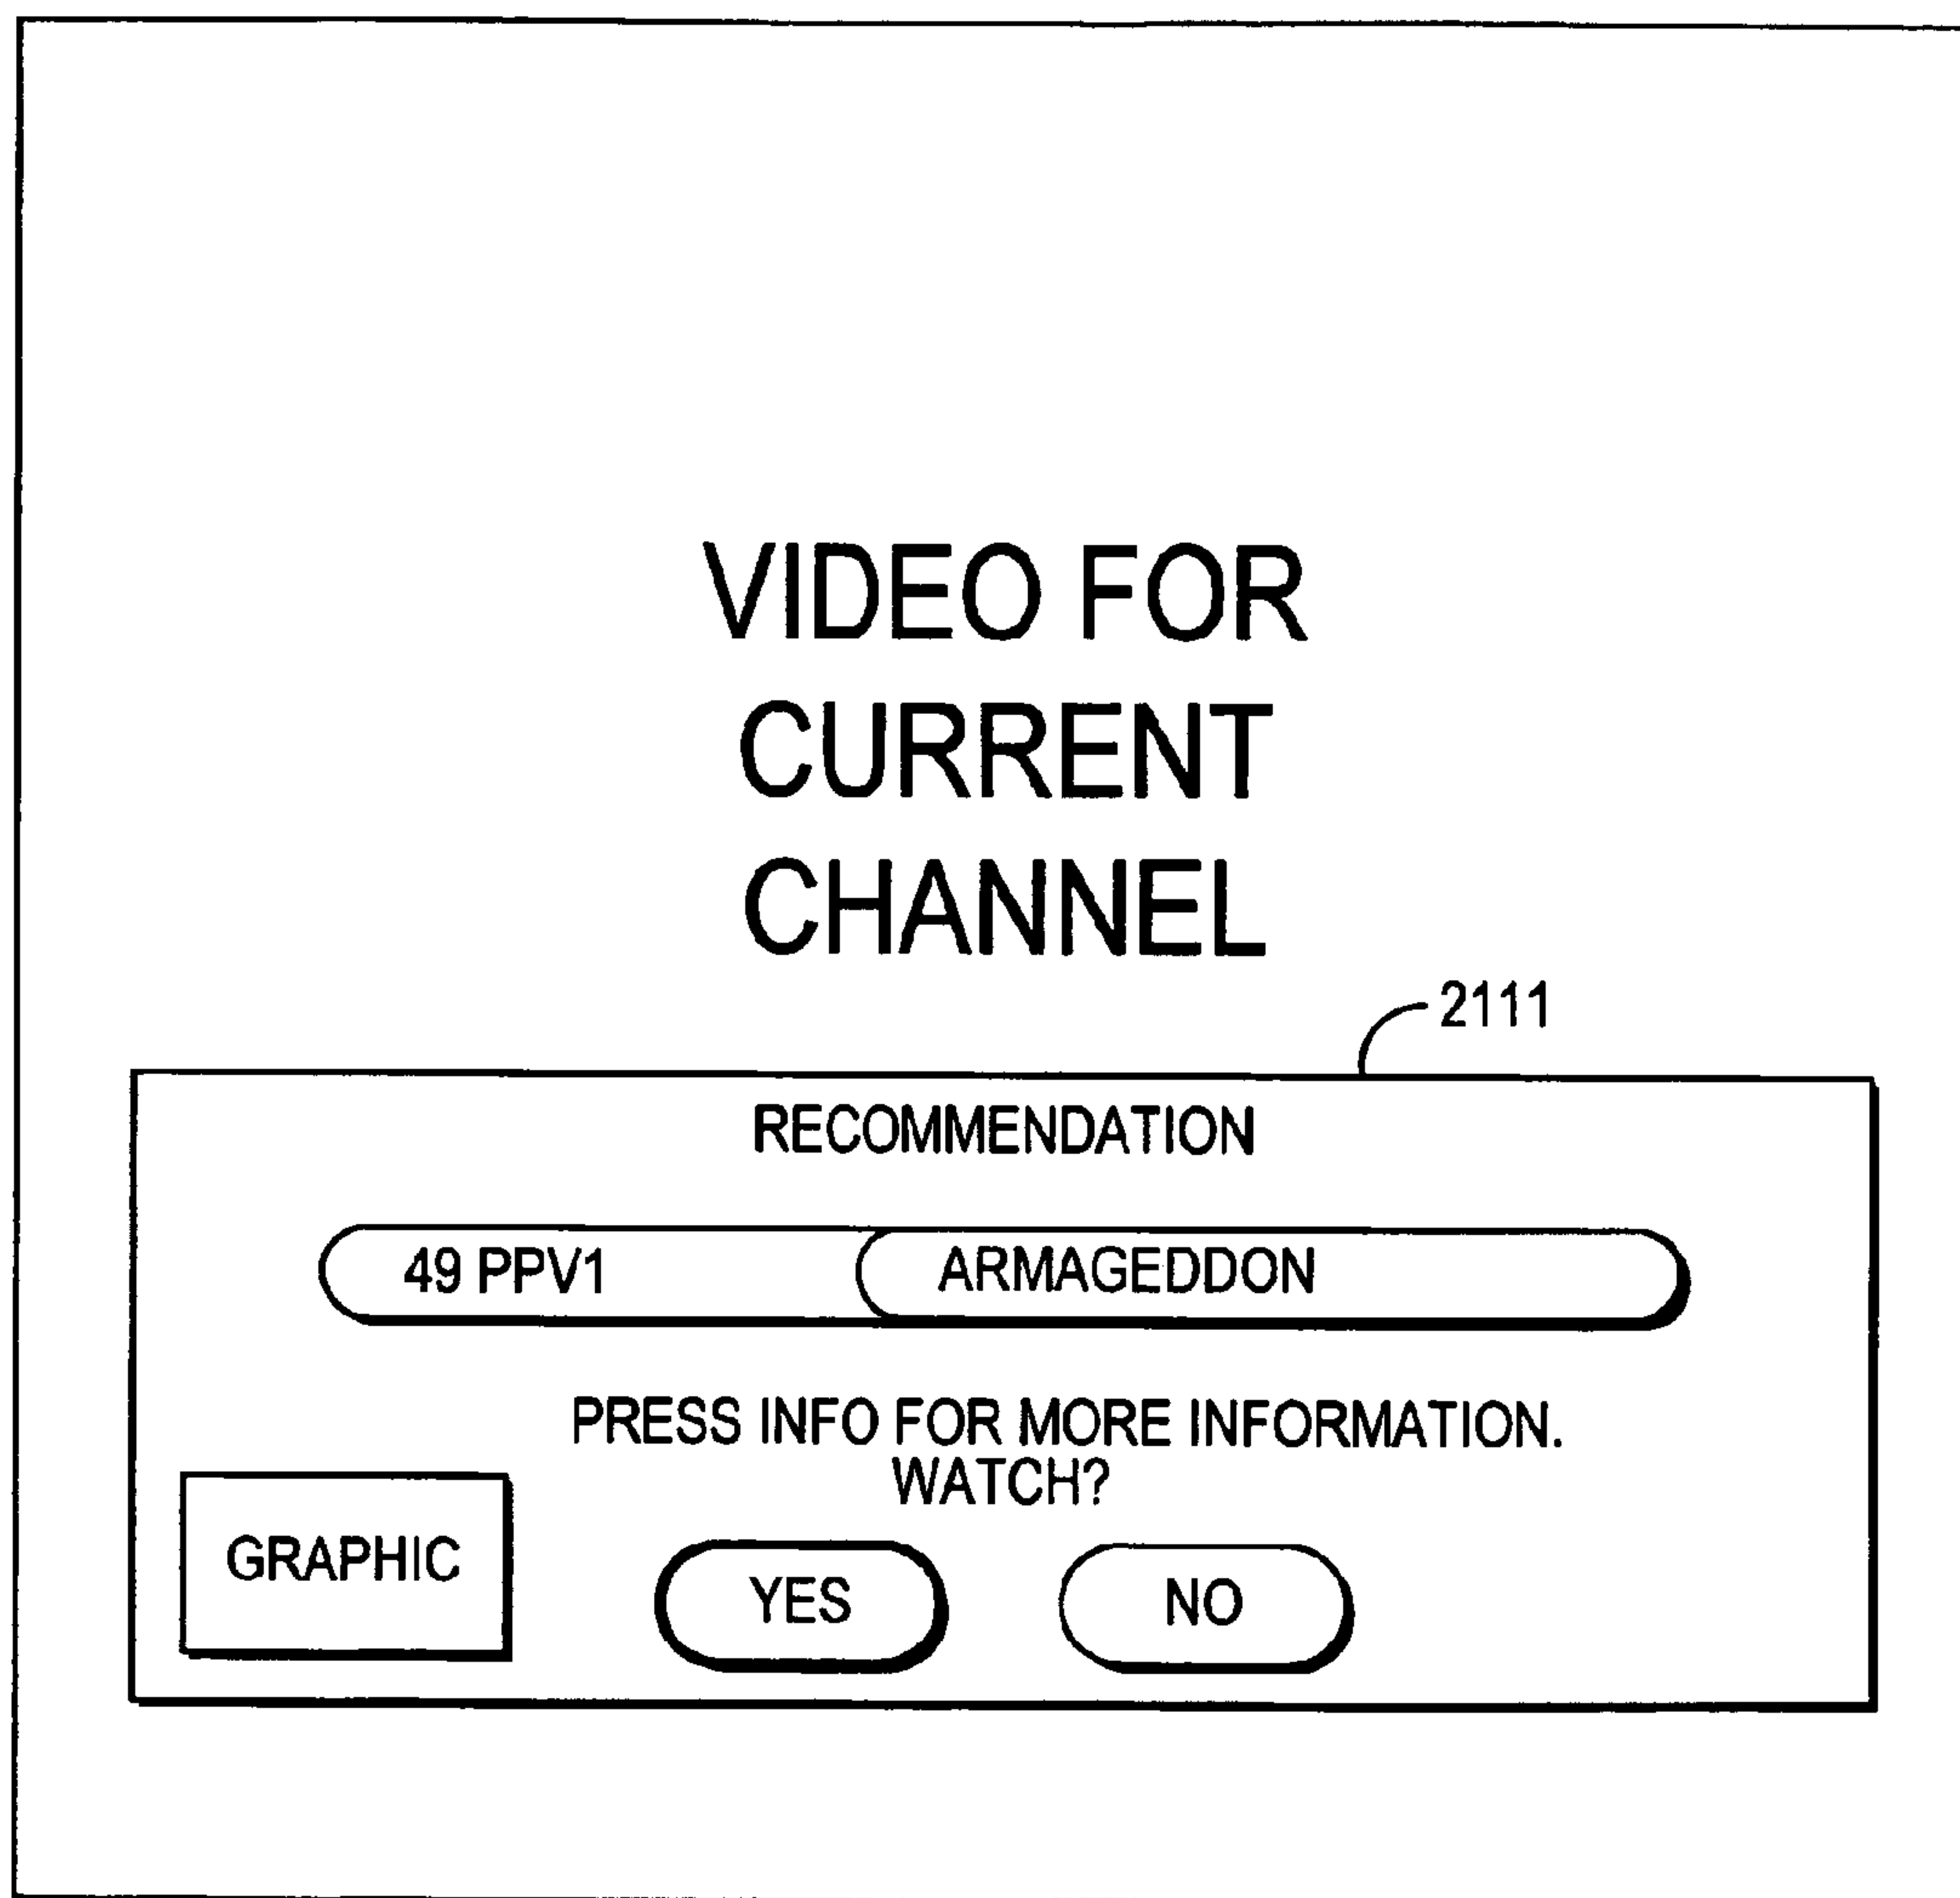 VIDEO FOR
CURRENT
CHANNEL
2111
RECOMMENDATION
49 PPV1 ARMAGEDDON
PRESS INFO FOR MORE INFORMATION.
WATCH?
GRAPHIC
YES NO